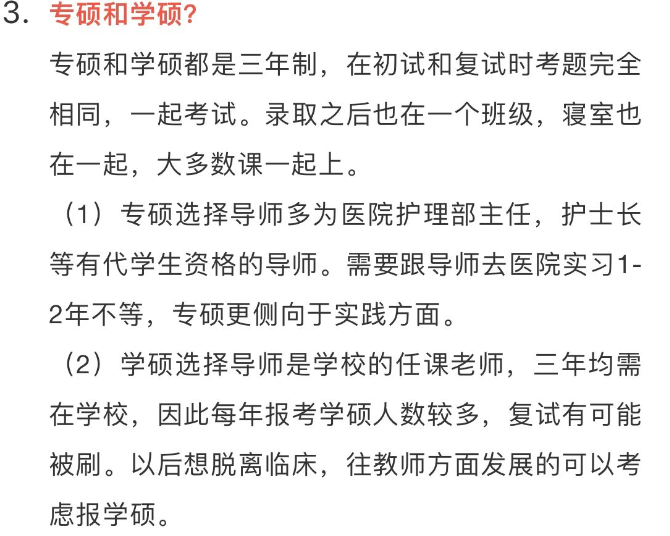 3. 专硕和学硕?
专硕和学硕都是三年制，在初试和复试时考题完全
相同，一起考试。录取之后也在一个班级，寝室也
在一起，大多数课一起上。
（1）专硕选择导师多为医院护理部主任，护士长
等有代学生资格的导师。需要跟导师去医院实习1-
2年不等，专硕更侧向于实践方面。
（2）学硕选择导师是学校的任课老师，三年均需
在学校，因此每年报考学硕人数较多，复试有可能
被刷。以后想脱离临床，往教师方面发展的可以考
虑报学硕。